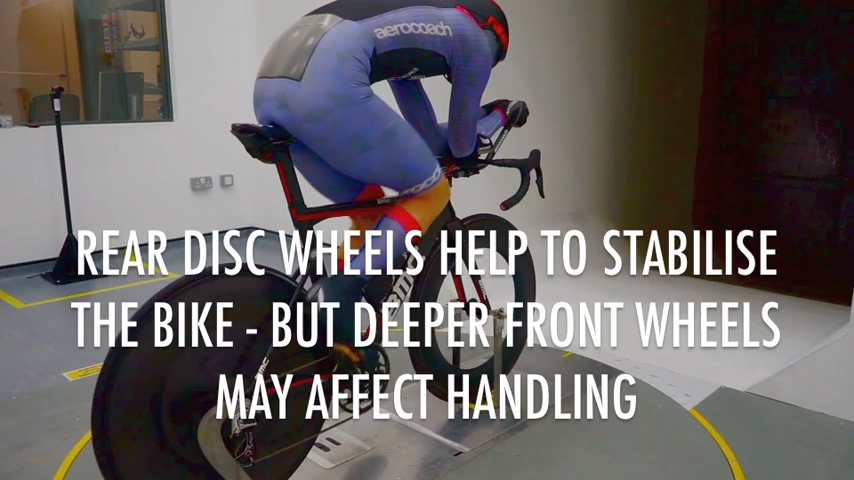 aerocoach
REAR DISC WHEELS HELP TO STABILISE
THE BIKE - BUT DEEPER FRONT WHEELS
MAY AFFECT HANDLING